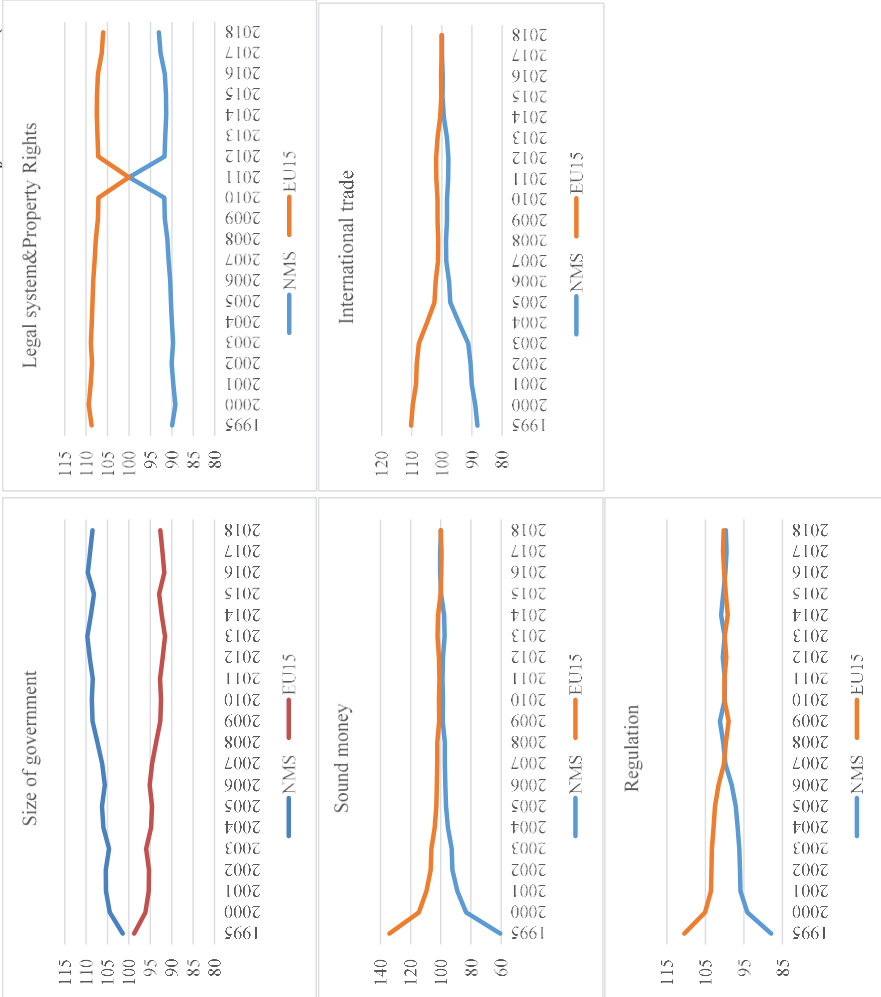 Size of government
115
110
105
100
95
90
85
80
1995 2000 2001 2002 2003 2004 2005 2006 2007 2008 2009 2010 2011 2012 2013 2014 2015 2016 2017 2018
NMS EU15
Legal system&Property Rights
115
110
105
100
95
90
85
80
1995 2000 2001 2002 2003 2004 2005 2006 2007 2008 2009 2010 2011 2012 2013 2014 2015 2016 2017 2018
NMS EU15
Sound money
140
120
100
80
60
1995 2000 2001 2002 2003 2004 2005 2006 2007 2008 2009 2010 2011 2012 2013 2014 2015 2016 2017 2018
NMS EU15
International trade
120
110
100
90
80
1995 2000 2001 2002 2003 2004 2005 2006 2007 2008 2009 2010 2011 2012 2013 2014 2015 2016 2017 2018
NMS EU15
Regulation
115
105
95
85
1995 2000 2001 2002 2003 2004 2005 2006 2007 2008 2009 2010 2011 2012 2013 2014 2015 2016 2017 2018
NMS EU15